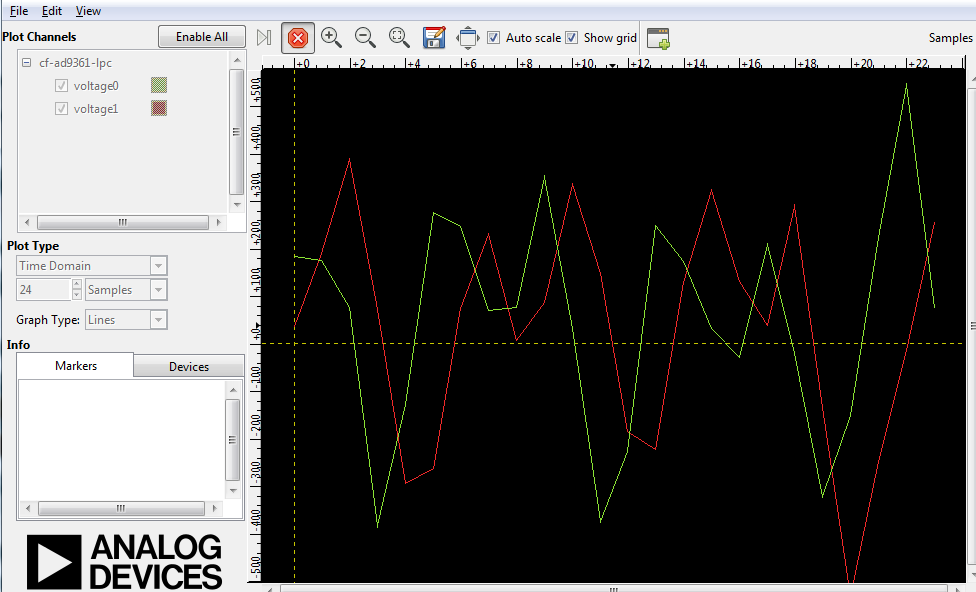 File Edit View
Plot Channels Enable All Auto scale Show grid Samples
cf-ad9361-lpc
voltage0
voltage1
Plot Type
Time Domain
24 Samples
Graph Type: Lines
Info
Markers Devices
ANALOG
DEVICES
+0 +2 +4 +6 +8 +10 +12 +14 +16 +18 +20 +22
+500
+400
+300
+200
+100
+0
-100
-200
-300
-400
-500